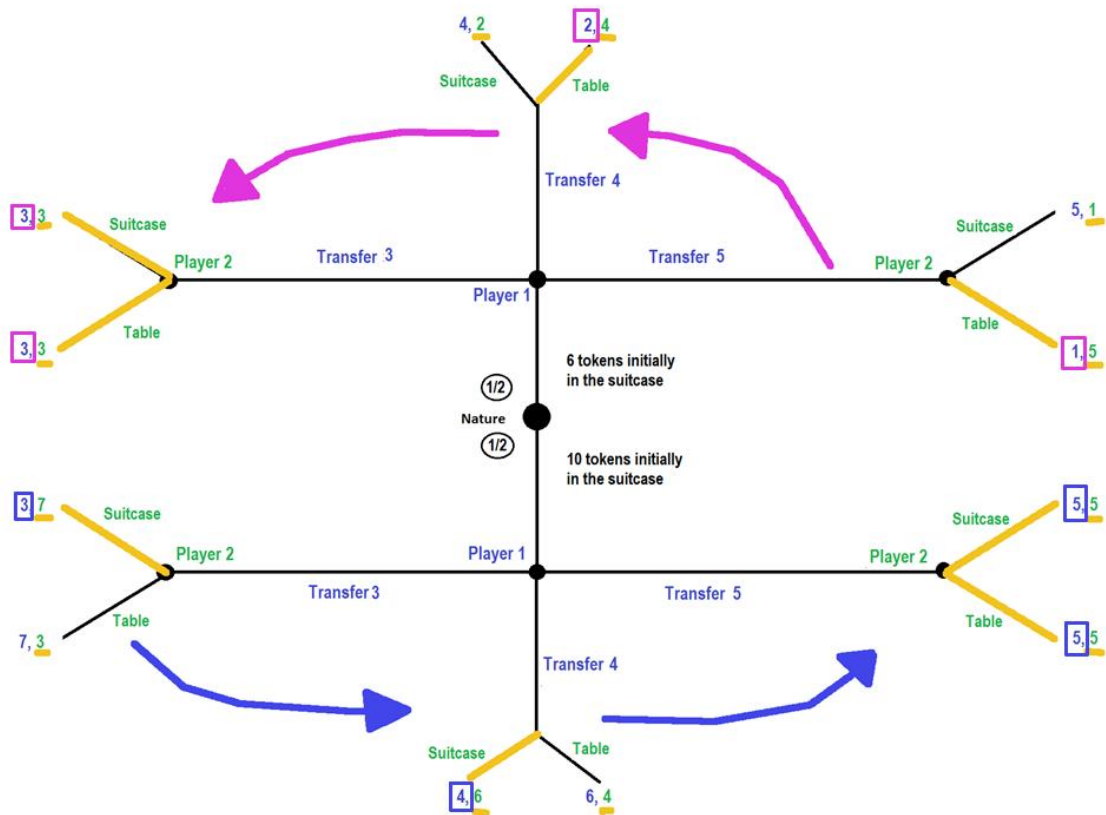 4, 2
2, 4
Suitcase
Table
Transfer 4
3, 3
Suitcase
Player 2
Transfer 3
Transfer 5
Player 2
Suitcase
5, 1
Player 1
Table
Table
3, 3
1, 5
6 tokens initially
in the suitcase
1/2
Nature
1/2
10 tokens initially
in the suitcase
3, 7
Suitcase
Suitcase
5, 5
Player 2
Player 1
Player 2
Transfer 3
Transfer 5
Table
Table
7, 3
5, 5
Transfer 4
Suitcase
Table
4, 6
6, 4